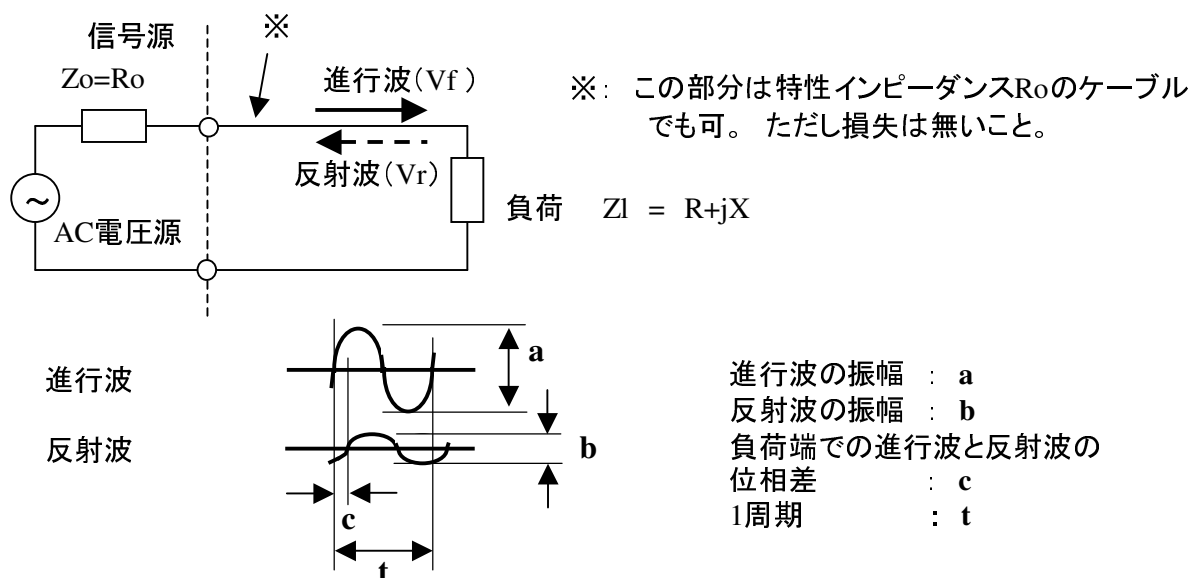 信号源
※
Zo=Ro
進行波(Vf )
※: この部分は特性インピーダンスRoのケーブル
でも可。 ただし損失は無いこと。
反射波(Vr)
~
AC電圧源
負荷 Zl = R+jX
進行波
a
反射波
b
c
t
進行波の振幅 : a
反射波の振幅 : b
負荷端での進行波と反射波の
位相差 : c
1周期 : t